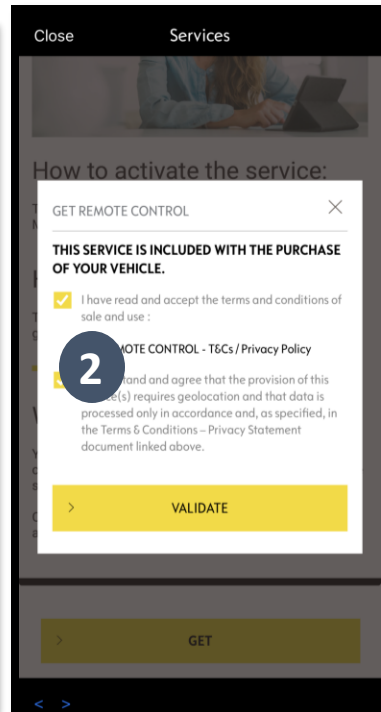 Close Services
How to activate the service:
GET REMOTE CONTROL
THIS SERVICE IS INCLUDED WITH THE PURCHASE
OF YOUR VEHICLE.
I have read and accept the terms and conditions of
sale and use :
OTE CONTROL - T&Cs / Privacy Policy
2
and and agree that the provision of this
e(s) requires geolocation and that data is
processed only in accordance and, as specified, in
the Terms & Conditions – Privacy Statement
document linked above.
> VALIDATE
> GET
< >